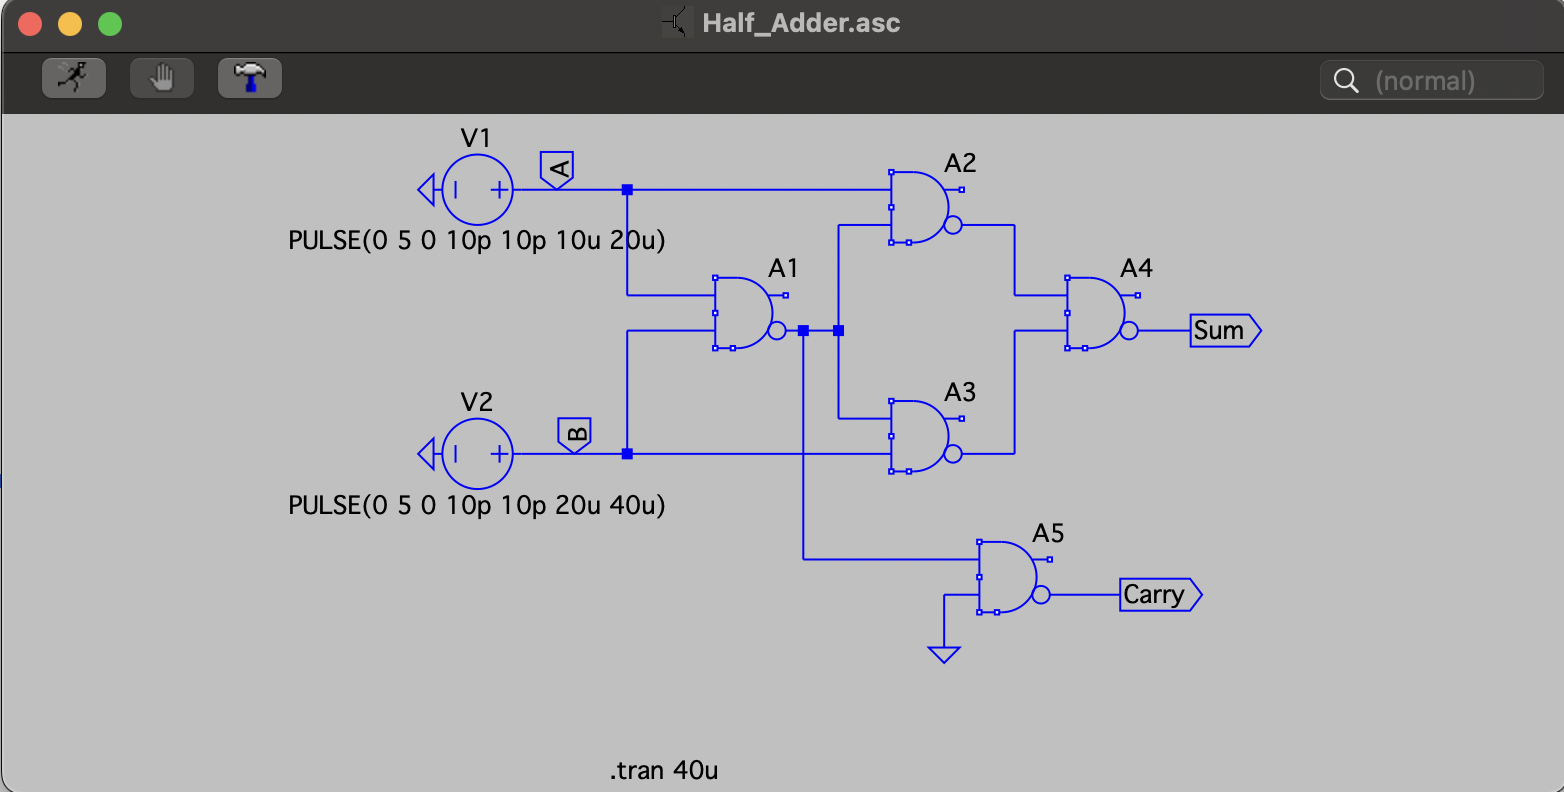 Half_Adder.asc
(normal)
V1
A
PULSE(0 5 0 10p 10p 10u 20u)
A2
A1
A4
Sum
V2
B
A3
PULSE(0 5 0 10p 10p 20u 40u)
A5
Carry
.tran 40u